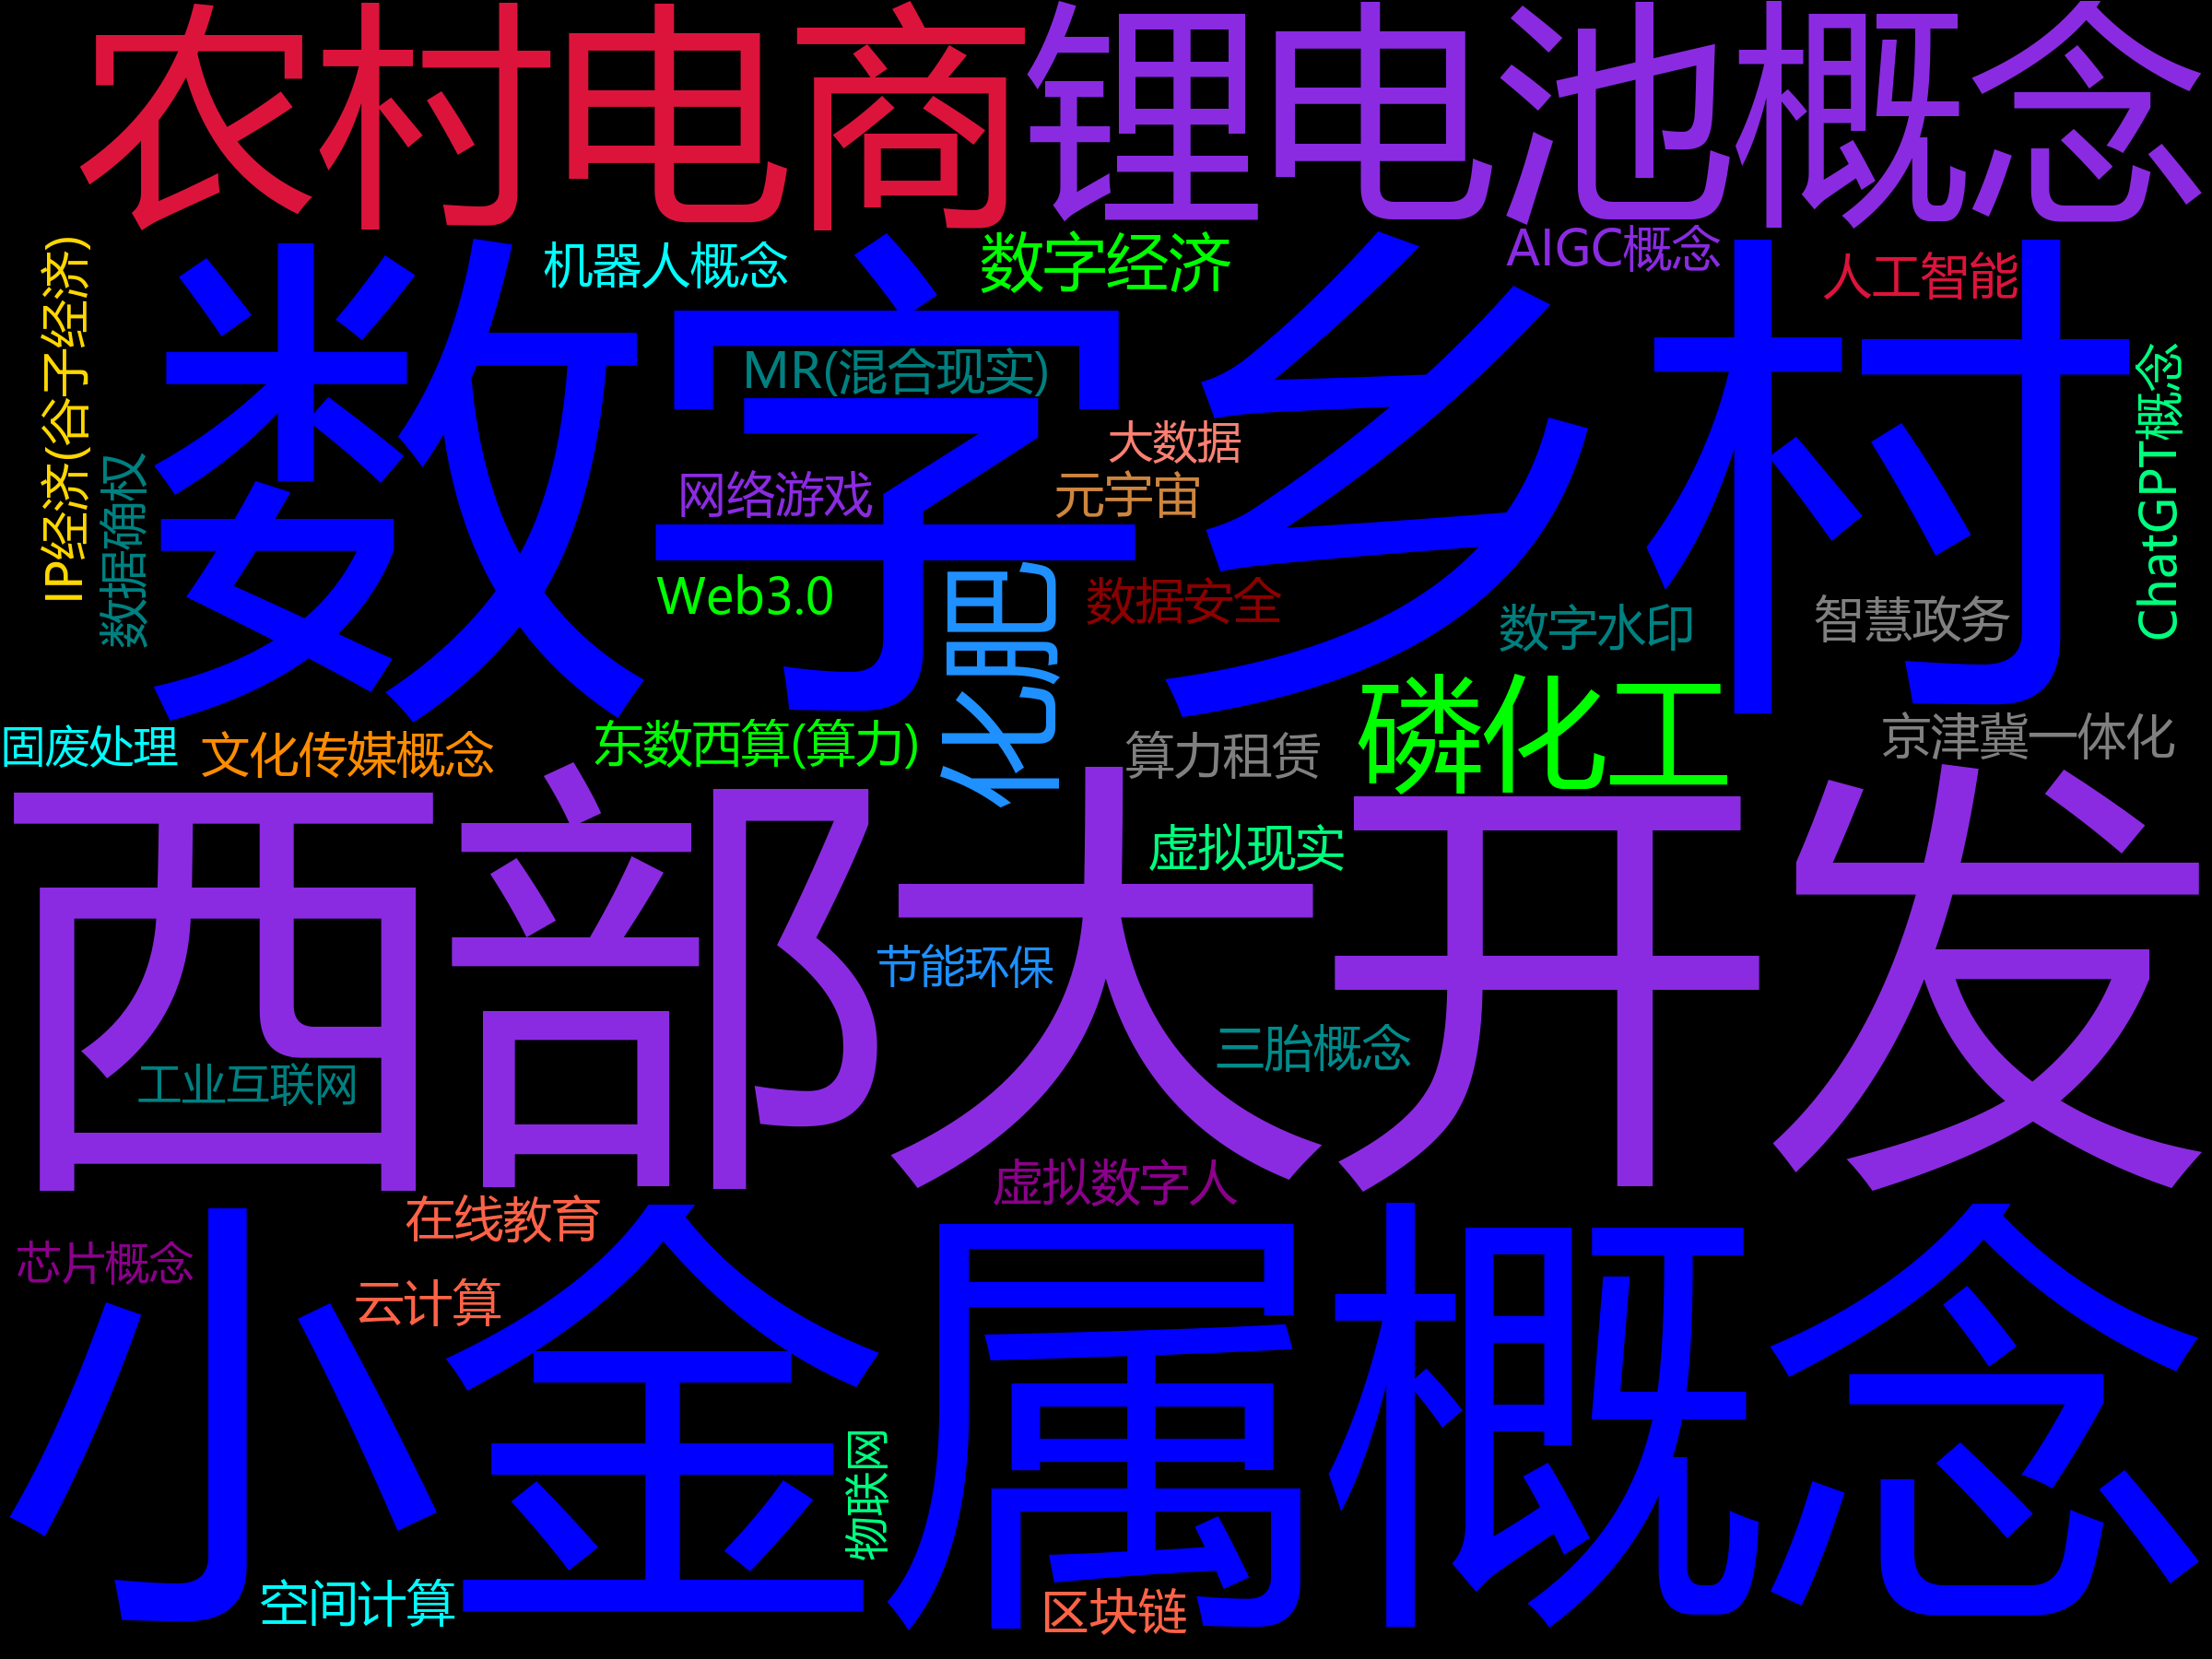 农村电商
锂电池概念
数字乡村
机器人概念
数字经济
AIGC概念
人工智能
IP经济(谷子经济)
MR(混合现实)
ChatGPT概念
大数据
数据确权
网络游戏
元宇宙
Web3.0
化肥
数据安全
数字水印
智慧政务
磷化工
固废处理
文化传媒概念
东数西算(算力)
算力租赁
京津冀一体化
西部大开发
虚拟现实
节能环保
三胎概念
工业互联网
虚拟数字人
在线教育
芯片概念
云计算
小金属概念
物联网
空间计算
区块链